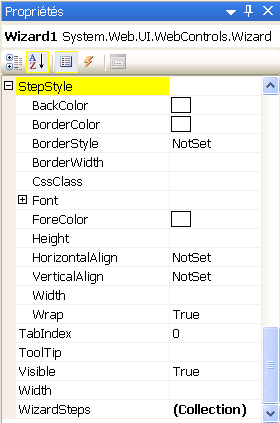 Propriétés
Wizard1 System.Web.UI.WebControls.Wizard
StepStyle
BackColor
BorderColor
BorderStyle NotSet
BorderWidth
CssClass
Font
ForeColor
Height
HorizontalAlign NotSet
VerticalAlign NotSet
Width
Wrap True
TabIndex 0
ToolTip
Visible True
Width
WizardSteps (Collection)